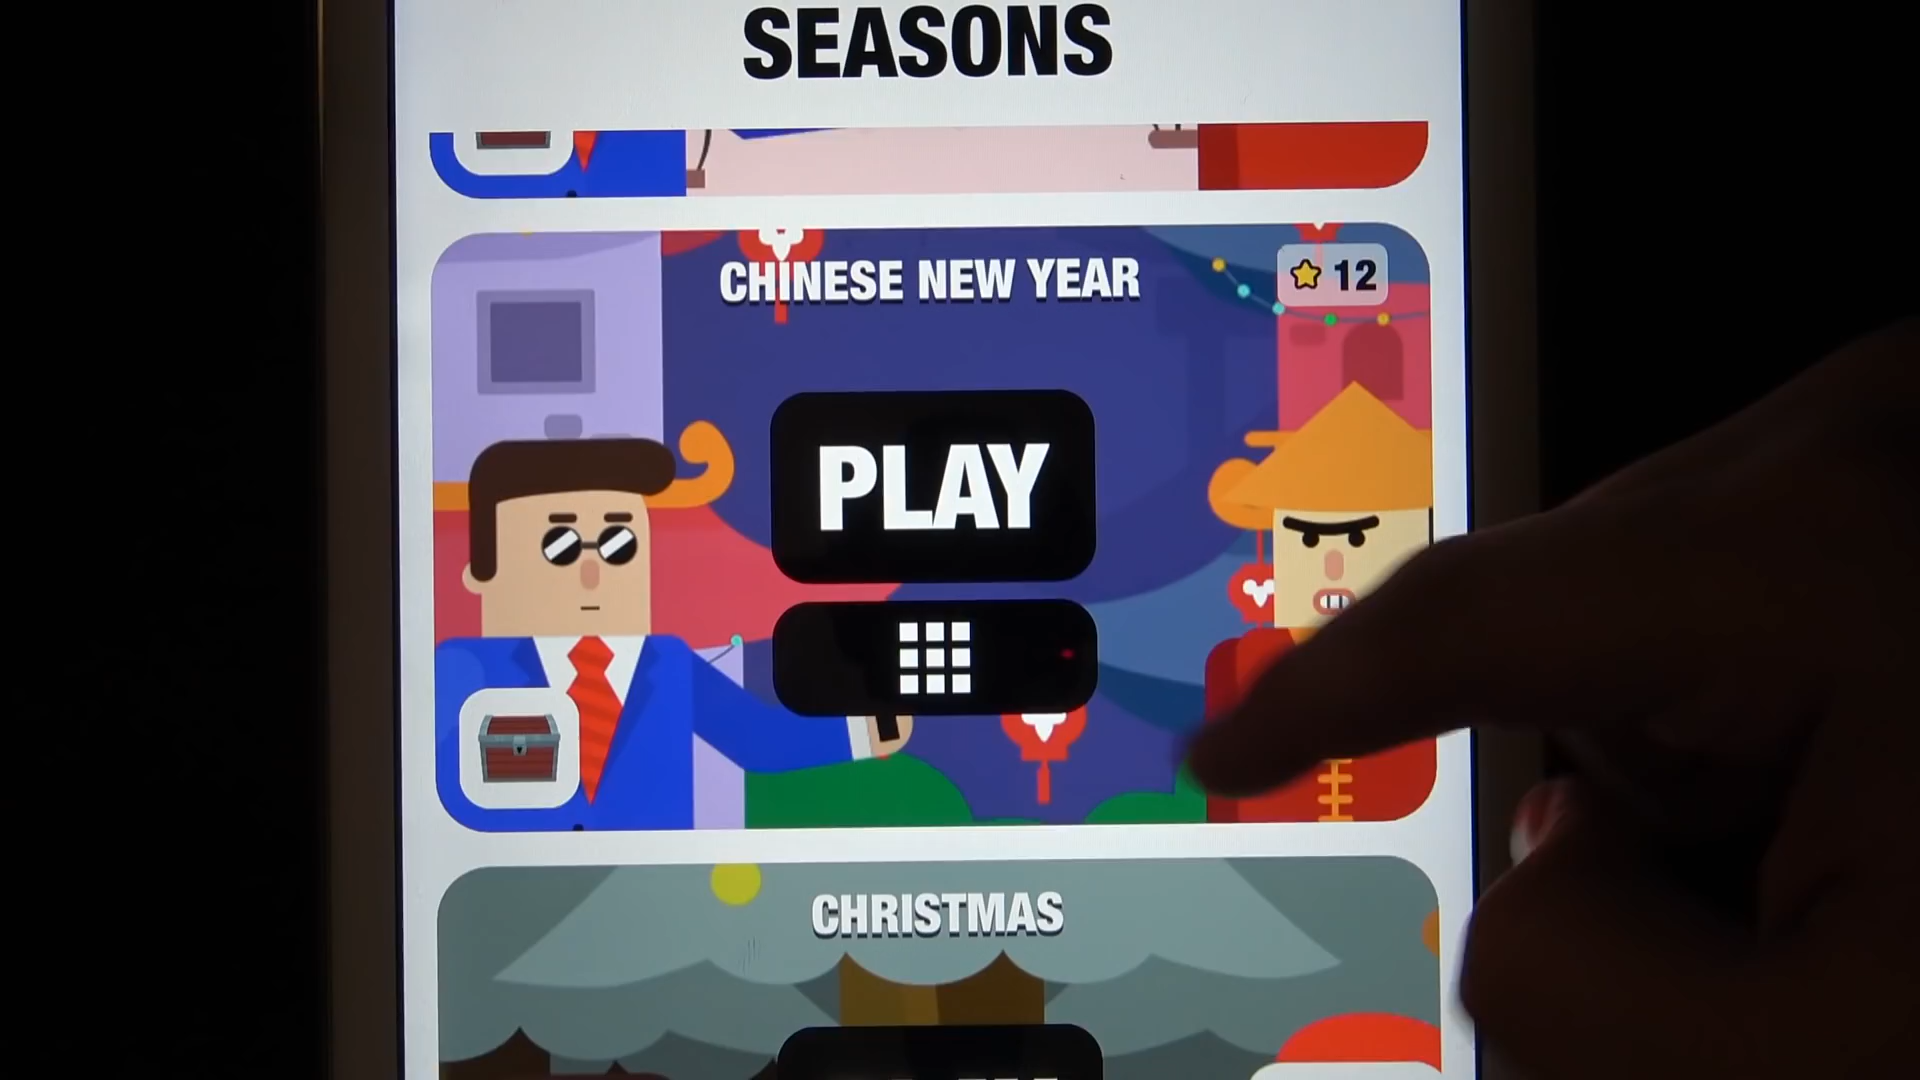 SEASONS
CHINESE NEW YEAR
12
PLAY
CHRISTMAS